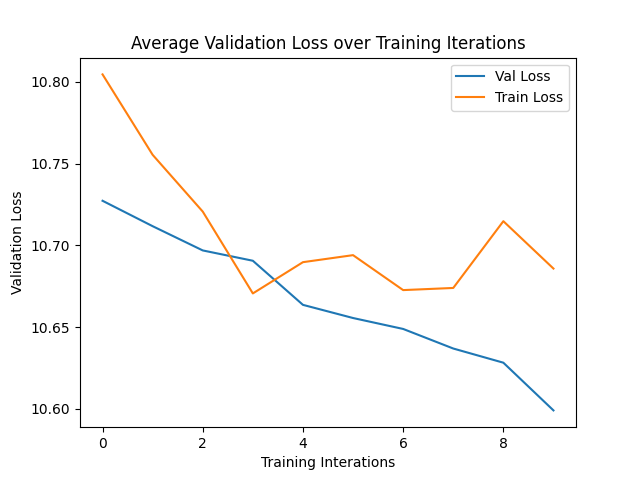 Average Validation Loss over Training Iterations
Val Loss
Train Loss
Validation Loss
10.80
10.75
10.70
10.65
10.60
0 2 4 6 8
Training Interations